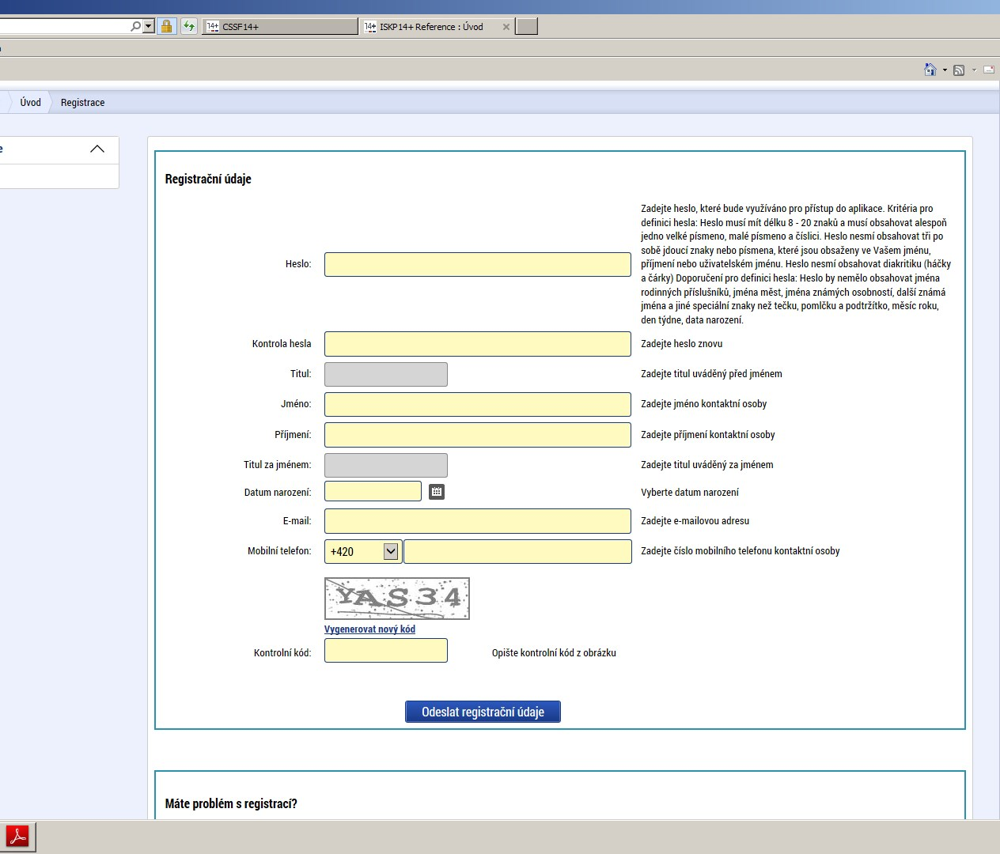 CSSF14+
ISKP14+ Reference : Úvod
Úvod
Registrace
e
Registrační údaje
Heslo:
Zadejte heslo, které bude využíváno pro přístup do aplikace. Kritéria pro
definici hesla: Heslo musí mít délku 8 - 20 znaků a musí obsahovat alespoň
jedno velké písmeno, malé písmeno a číslici. Heslo nesmí obsahovat tři po
sobě jdoucí znaky nebo písmena, které jsou obsaženy ve Vašem jménu,
příjmení nebo uživatelském jménu. Heslo nesmí obsahovat diakritiku (háčky
a čárky) Doporučení pro definici hesla: Heslo by nemělo obsahovat jména
rodinných příslušníků, jména měst, jména známých osobností, další známá
jména a jiné speciální znaky než tečku, pomlčku a podtržítko, měsíc roku,
den týdne, data narození.
Kontrola hesla
Zadejte heslo znovu
Titul:
Zadejte titul uváděný před jménem
Jméno:
Zadejte jméno kontaktní osoby
Příjmení:
Zadejte příjmení kontaktní osoby
Titul za jménem:
Zadejte titul uváděný za jménem
Datum narození:
Vyberte datum narození
E-mail:
Zadejte e-mailovou adresu
Mobilní telefon:
+420
Zadejte číslo mobilního telefonu kontaktní osoby
YAS34
Vygenerovat nový kód
Kontrolní kód:
Opište kontrolní kód z obrázku
Odeslat registrační údaje
Máte problém s registrací?